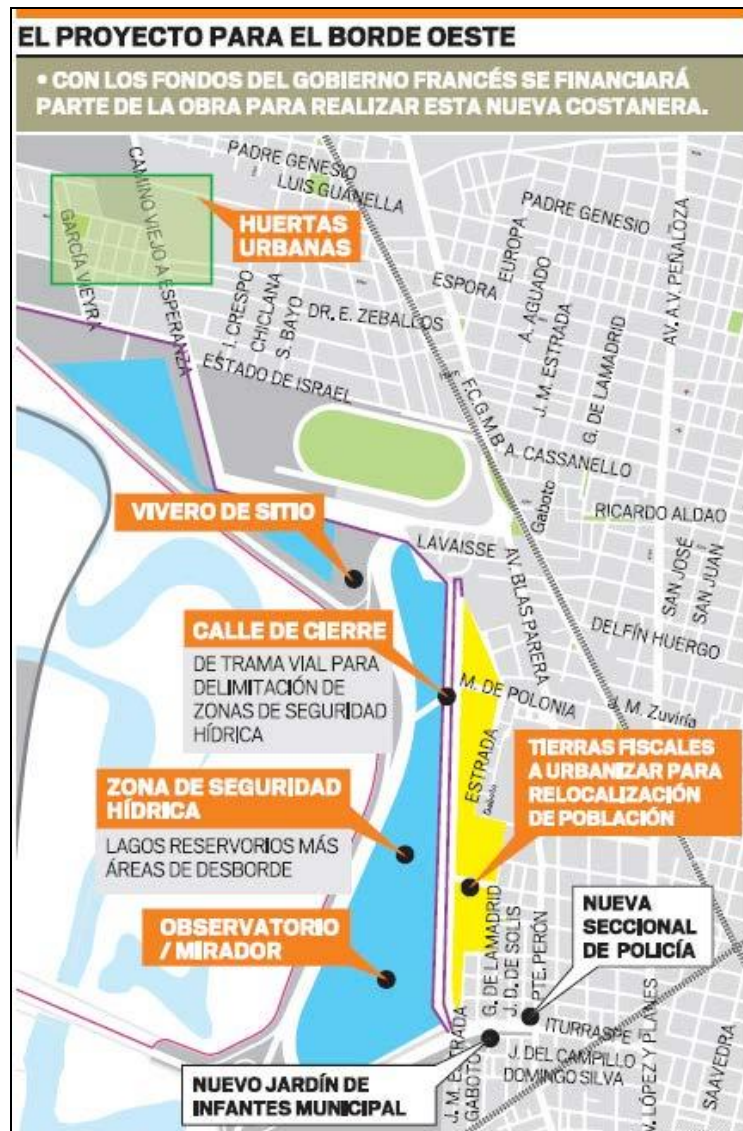 EL PROYECTO PARA EL BORDE OESTE
• CON LOS FONDOS DEL GOBIERNO FRANCÉS SE FINANCIARÁ
PARTE DE LA OBRA PARA REALIZAR ESTA NUEVA COSTANERA.
PADRE GENESIO
LUIS GUANELLA
CAMINO VIEJO A ESPERANZA
GARCÍA VIEYRA
HUERTAS
URBANAS
PADRE GENESIO
EUROPA
ESPORA
A. AGUADO
J. M. ESTRADA
G. DE LAMADRID
AV. A.V. PEÑALOZA
I. CRESPO
CHICLANA
S. BAYO
DR. E. ZEBALLOS
ESTADO DE ISRAEL
F.C.G.M.B.
A. CASSANELLO
Gaboto
RICARDO ALDAO
VIVERO DE SITIO
LAVAISSE
AV. BLAS PARERA
SAN JOSÉ
SAN JUAN
DELFÍN HUERGO
CALLE DE CIERRE
DE TRAMA VIAL PARA
DELIMITACIÓN DE
ZONAS DE SEGURIDAD
HÍDRICA
M. DE POLONIA
J. M. Zuviría
ESTRADA
Gaboto
TIERRAS FISCALES
A URBANIZAR PARA
RELOCALIZACIÓN
DE POBLACIÓN
ZONA DE SEGURIDAD
HÍDRICA
LAGOS RESERVORIOS MÁS
ÁREAS DE DESBORDE
OBSERVATORIO
/ MIRADOR
NUEVA
SECCIONAL
DE POLICÍA
G. DE LAMADRID
J. D. DE SOLÍS
PTE. PERÓN
ITURRASPE
J. DEL CAMPILLO
DOMINGO SILVA
J. M. ESTRADA
GABOTO
V. LÓPEZ Y PLANES
SAAVEDRA
NUEVO JARDÍN DE
INFANTES MUNICIPAL